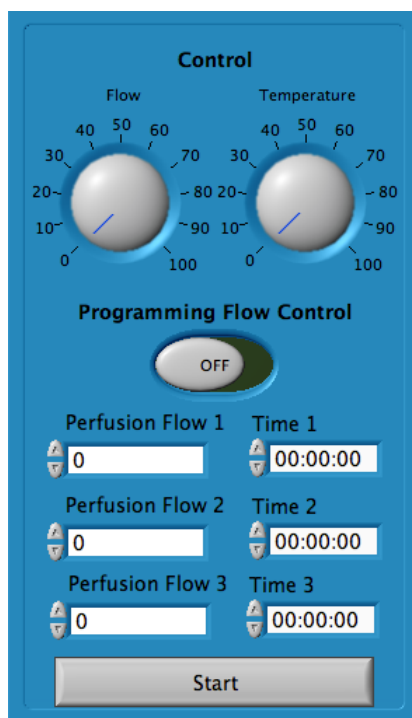 Control
Flow
Temperature
0 10 20 30 40 50 60 70 80 90 100
0 10 20 30 40 50 60 70 80 90 100
Programming Flow Control
OFF
Perfusion Flow 1 Time 1
0 00:00:00
Perfusion Flow 2 Time 2
0 00:00:00
Perfusion Flow 3 Time 3
0 00:00:00
Start